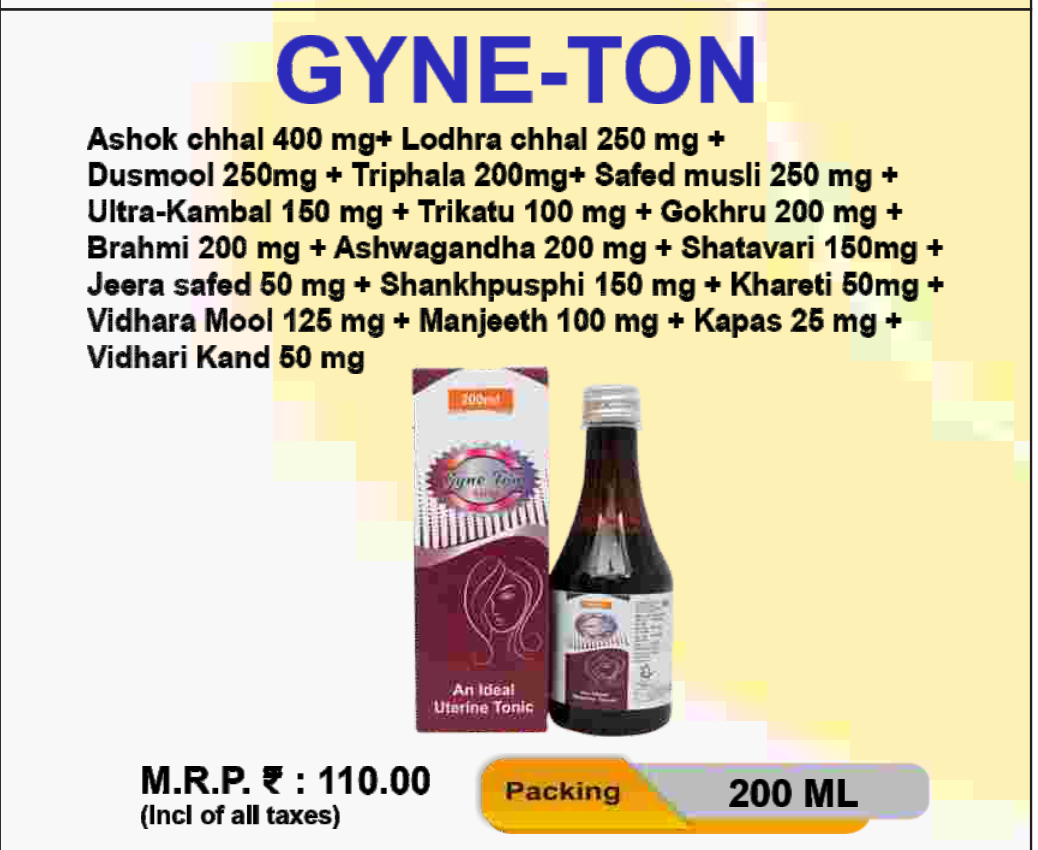 GYNE-TON
Ashok chhal 400 mg+ Lodhra chhal 250 mg +
Dusmool 250mg + Triphala 200mg+ Safed musli 250 mg +
Ultra-Kambal 150 mg + Trikatu 100 mg + Gokhru 200 mg +
Brahmi 200 mg + Ashwagandha 200 mg + Shatavari 150mg +
Jeera safed 50 mg + Shankhpusphi 150 mg + Khareti 50mg +
Vidhara Mool 125 mg + Manjeeth 100 mg + Kapas 25 mg +
Vidhari Kand 50 mg
200ml
Gyne Ton
An Ideal
Uterine Tonic
M.R.P. ₹ : 110.00
(Incl of all taxes)
Packing
200 ML